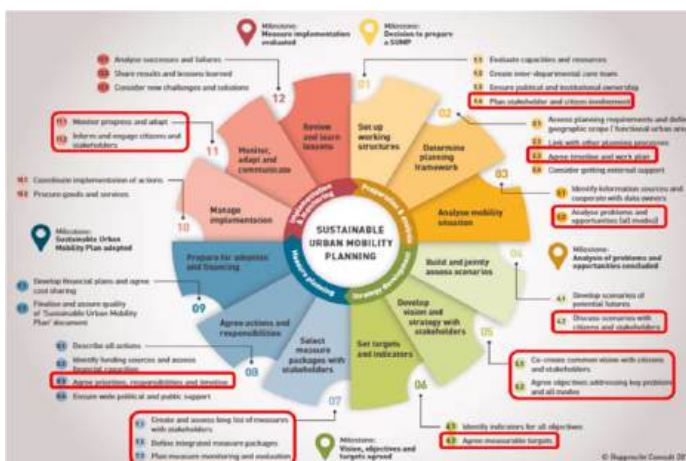 Milestone:
Measure implementation
evaluated
Milestone:
Decision to prepare
a SUMP
12.1 Analyse successes and failures
12.2 Share results and lessons learned
12.3 Consider new challenges and solutions
12
Review
and learn
lessons
01
Set up
working
structures
1.1 Evaluate capacities and resources
1.2 Create inter-departmental core team
1.3 Ensure political and institutional ownership
1.4 Plan stakeholder and citizen involvement
02
Determine
planning
framework
2.1 Assess planning requirements and define
geographic scope (functional urban area
2.2 Link with other planning processes
2.3 Agree timeline and work plan
2.4 Consider getting external support
11.1 Monitor progress and adapt
11.2 Inform and engage citizens and
stakeholders
11
Monitor,
adapt and
communicate
03
Analyse mobility
situation
3.1 Identify information sources and
cooperate with data owners
3.2 Analyse problems and
opportunities (all modes)
10.1 Coordinate implementation of actions
10.2 Procure goods and services
10
Manage
implementation
Implementation
& monitoring
Preparation & analysis
SUSTAINABLE
URBAN MOBILITY
PLANNING
Measure planning
Strategy development
Milestone:
Sustainable Urban
Mobility Plan adopted
Milestone:
Analysis of problems and
opportunities concluded
Prepare for adoption
and financing
09
9.1 Develop financial plans and agree
cost sharing
9.2 Finalise and assure quality
of 'Sustainable Urban Mobility
Plan' document
04
Build and jointly
assess scenarios
4.1 Develop scenarios of
potential futures
4.2 Discuss scenarios with
citizens and stakeholders
Agree actions and
responsibilities
08
8.1 Describe all actions
8.2 Identify funding sources and assess
financial capacities
8.3 Agree priorities, responsibilities and timeline
8.4 Ensure wide political and public support
Develop
vision and
strategy with
stakeholders
05
5.1 Co-create common vision with citizens and
stakeholders
5.2 Agree objectives addressing key problems
and all modes
Select
measure
packages with
stakeholders
07
7.1 Create and assess long list of measures
with stakeholders
7.2 Define integrated measure packages
7.3 Plan measure monitoring and evaluation
Set targets
and indicators
06
6.1 Identify indicators for all objectives
6.2 Agree measurable targets
Milestone:
Vision, objectives and
targets agreed
© Rupprecht Consult 201